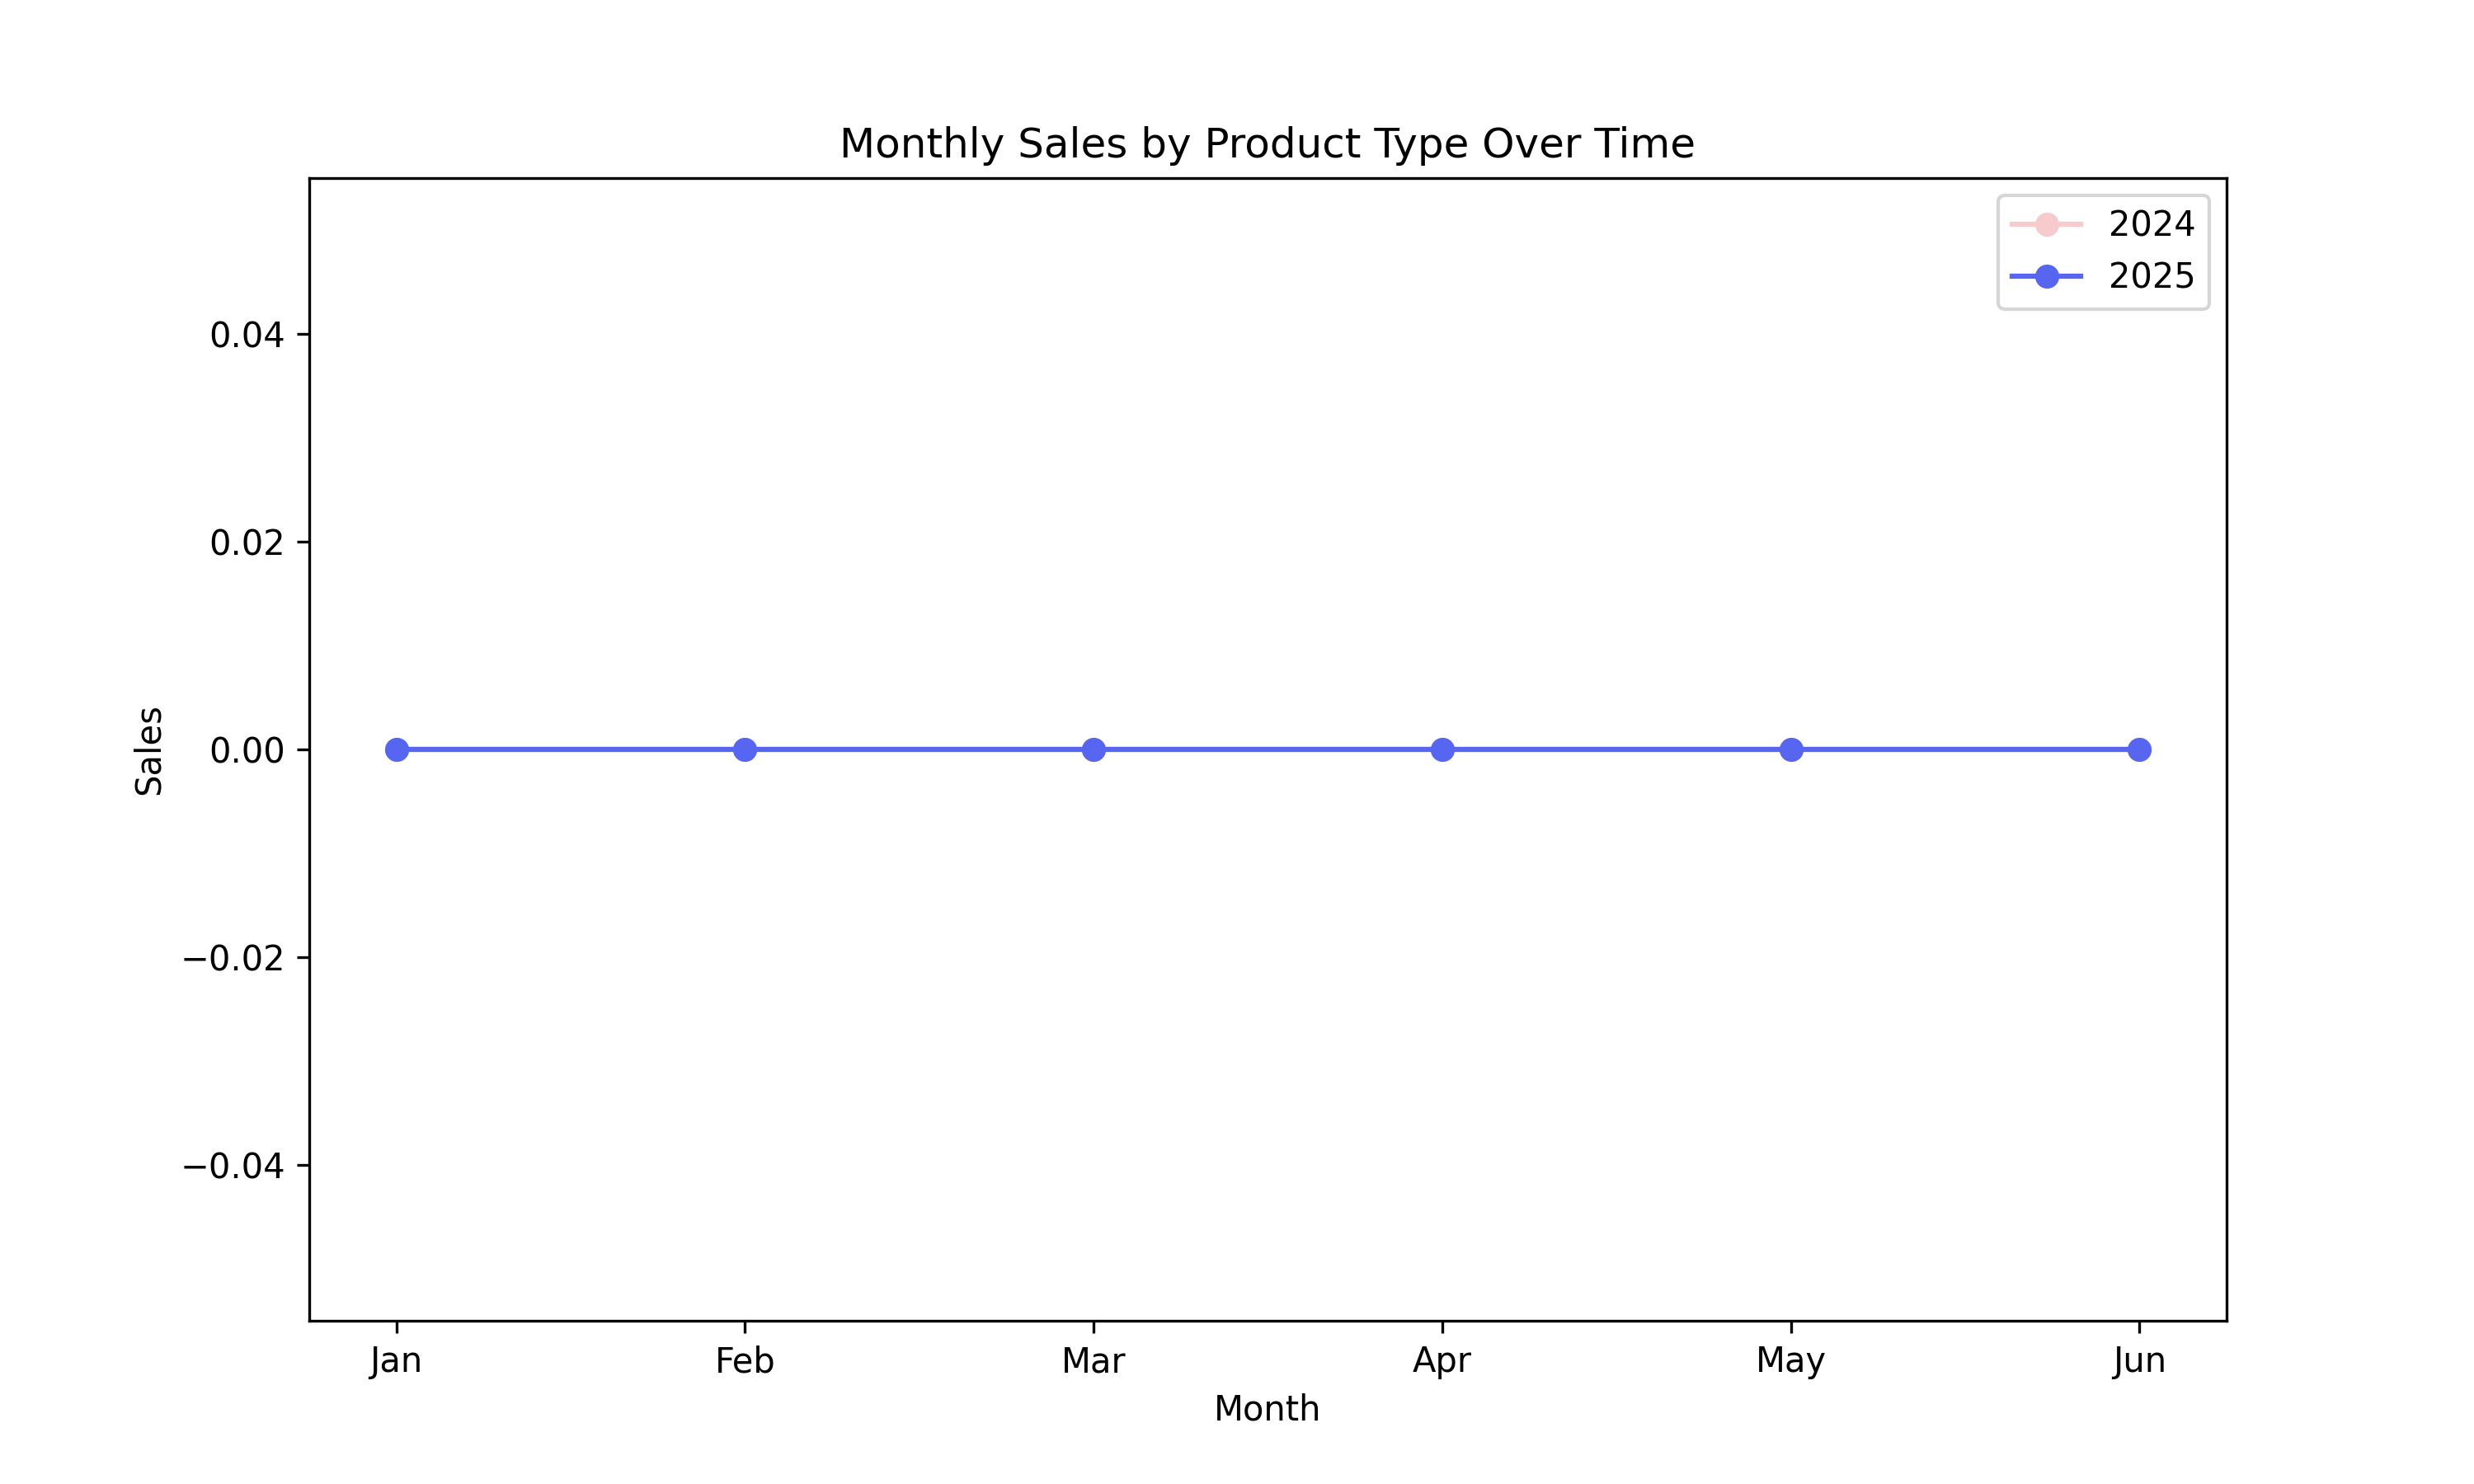 Monthly Sales by Product Type Over Time
2024
2025
0.04
0.02
0.00
−0.02
−0.04
Sales
Jan Feb Mar Apr May Jun
Month